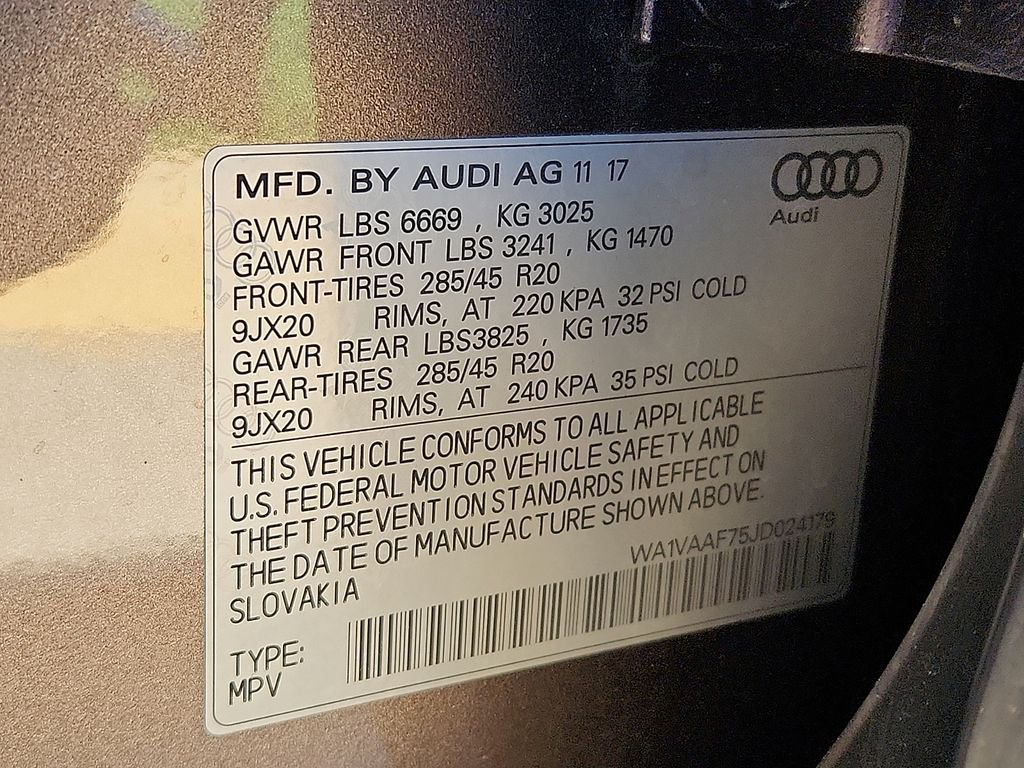 MFD. BY AUDI AG 11 17
Audi
GVWR LBS 6669 , KG 3025
GAWR FRONT LBS 3241 , KG 1470
FRONT-TIRES 285/45 R20
9JX20 RIMS, AT 220 KPA 32 PSI COLD
GAWR REAR LBS3825 , KG 1735
REAR-TIRES 285/45 R20
9JX20 RIMS, AT 240 KPA 35 PSI COLD
THIS VEHICLE CONFORMS TO ALL APPLICABLE
U.S. FEDERAL MOTOR VEHICLE SAFETY AND
THEFT PREVENTION STANDARDS IN EFFECT ON
THE DATE OF MANUFACTURE SHOWN ABOVE.
SLOVAKIA
WA1VAAF75JD024179
TYPE:
MPV